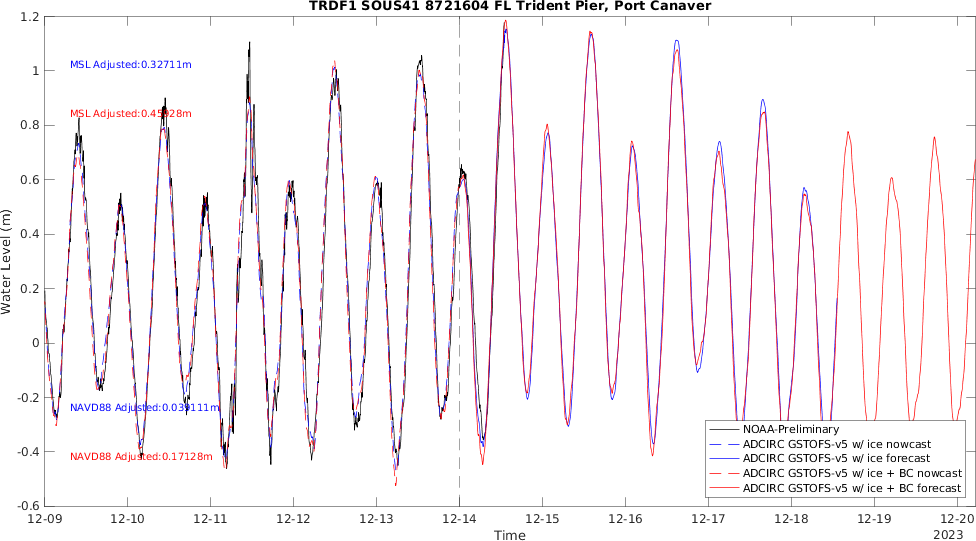 TRDF1 SOUS41 8721604 FL Trident Pier, Port Canaver
1.2
1
0.8
0.6
0.4
0.2
0
-0.2
-0.4
-0.6
Water Level (m)
MSL Adjusted:0.32711m
MSL Adjusted:0.45928m
NAVD88 Adjusted:0.039111m
NAVD88 Adjusted:0.17128m
NOAA-Preliminary
ADCIRC GSTOFS-v5 w/ ice nowcast
ADCIRC GSTOFS-v5 w/ ice forecast
ADCIRC GSTOFS-v5 w/ ice + BC nowcast
ADCIRC GSTOFS-v5 w/ ice + BC forecast
12-09 12-10 12-11 12-12 12-13 12-14 12-15 12-16 12-17 12-18 12-19 12-20
Time
2023